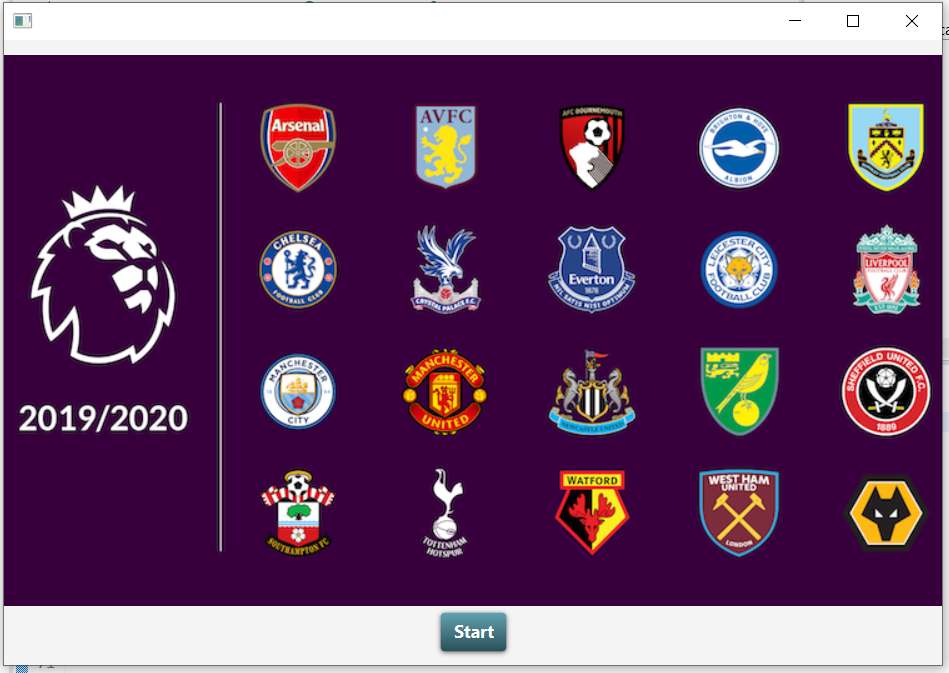 Arsenal
AVFC
AFC BOURNEMOUTH
BRIGHTON & HOVE
ALBION
CHELSEA
FOOTBALL CLUB
CRYSTAL PALACE F.C.
Everton
1878
NIL SATIS NISI OPTIMUM
LEICESTER CITY
FOOTBALL CLUB
LIVERPOOL
FOOTBALL CLUB
2019/2020
MANCHESTER
CITY
MANCHESTER
UNITED
NEWCASTLE UNITED
SHEFFIELD UNITED F.C.
1889
SOUTHAMPTON FC
TOTTENHAM
HOTSPUR
WATFORD
WEST HAM
UNITED
LONDON
Start